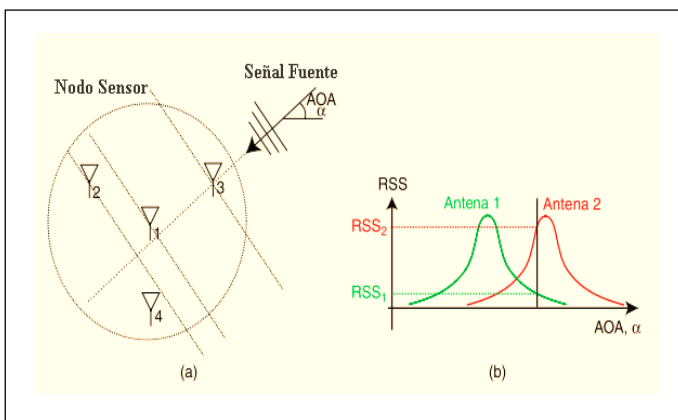 Señal Fuente
Nodo Sensor
AOA
α
2
3
1
4
(a)
RSS
Antena 1
Antena 2
RSS2
RSS1
AOA, α
(b)